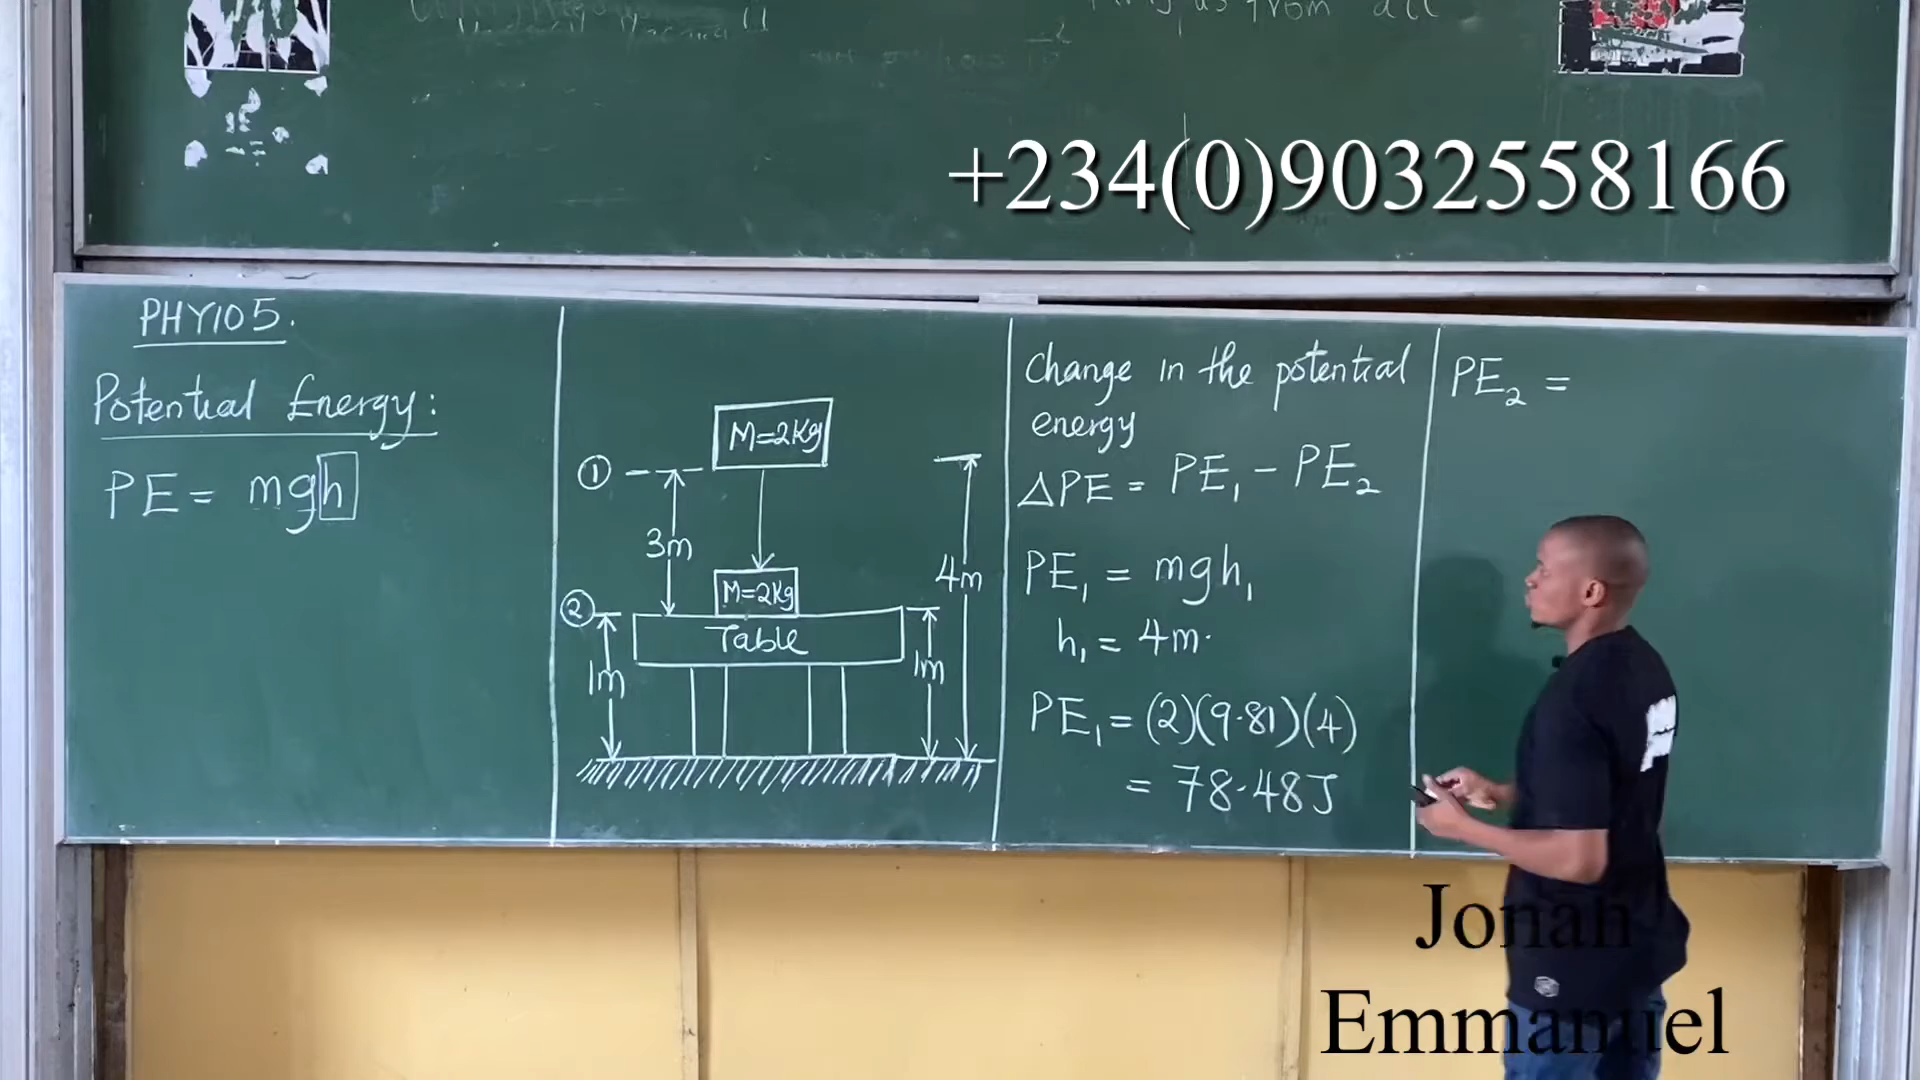 from all
+234(0)9032558166
PHY105.
Potential Energy:
PE = mgh
M=2Kg
①
3m
4m
M=2Kg
②
Table
1m
1m
Change in the potential
energy
ΔPE = PE₁ - PE₂
PE₁ = mgh₁
h₁ = 4m.
PE₁ = (2)(9.81)(4)
= 78.48J
PE₂ =
Jonah
Emmanuel